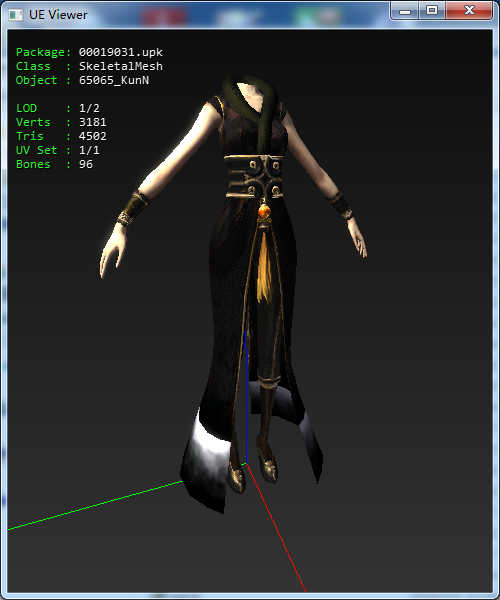 UE Viewer
Package: 00019031.upk
Class : SkeletalMesh
Object : 65065_KunN
LOD : 1/2
Verts : 3181
Tris : 4502
UV Set : 1/1
Bones : 96